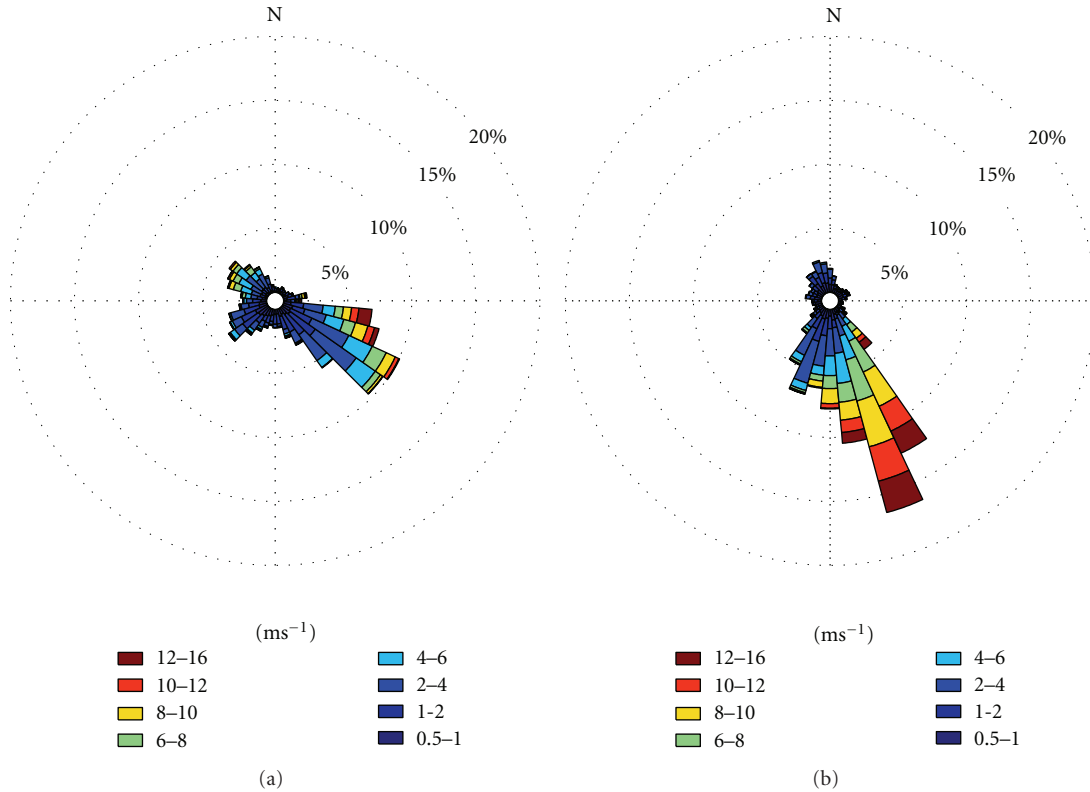 N N
20% 20%
15% 15%
10% 10%
5% 5%
(ms−1) (ms−1)
12–16 4–6 12–16 4–6
10–12 2–4 10–12 2–4
8–10 1-2 8–10 1-2
6–8 0.5–1 6–8 0.5–1
(a) (b)